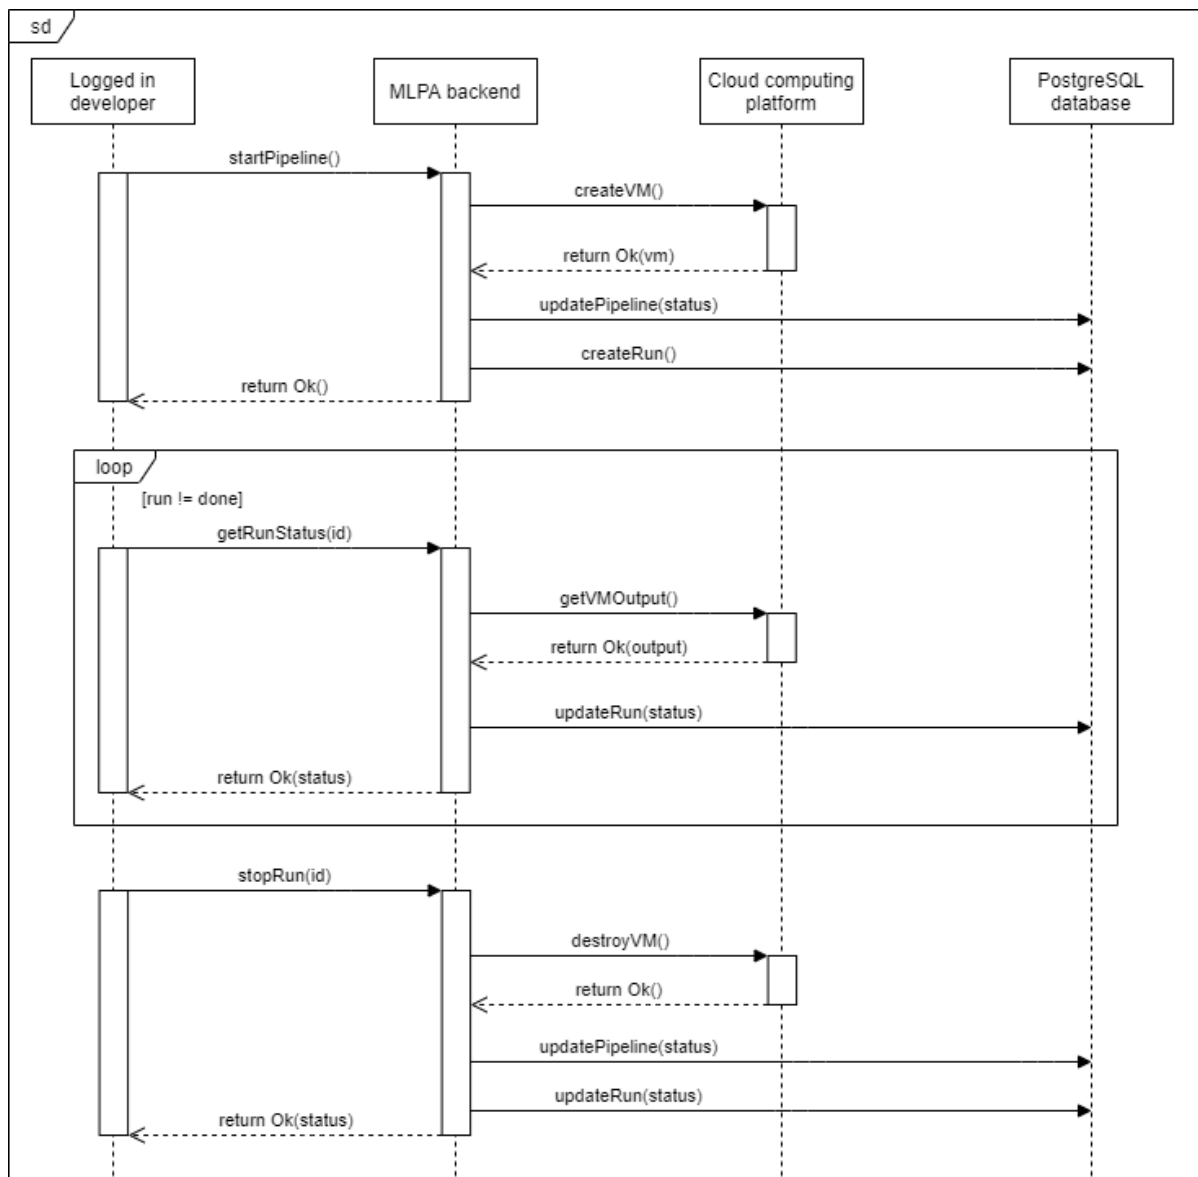 sd
Logged in
developer
MLPA backend
Cloud computing
platform
PostgreSQL
database
startPipeline()
createVM()
return Ok(vm)
updatePipeline(status)
createRun()
return Ok()
loop
[run != done]
getRunStatus(id)
getVMOutput()
return Ok(output)
updateRun(status)
return Ok(status)
stopRun(id)
destroyVM()
return Ok()
updatePipeline(status)
updateRun(status)
return Ok(status)